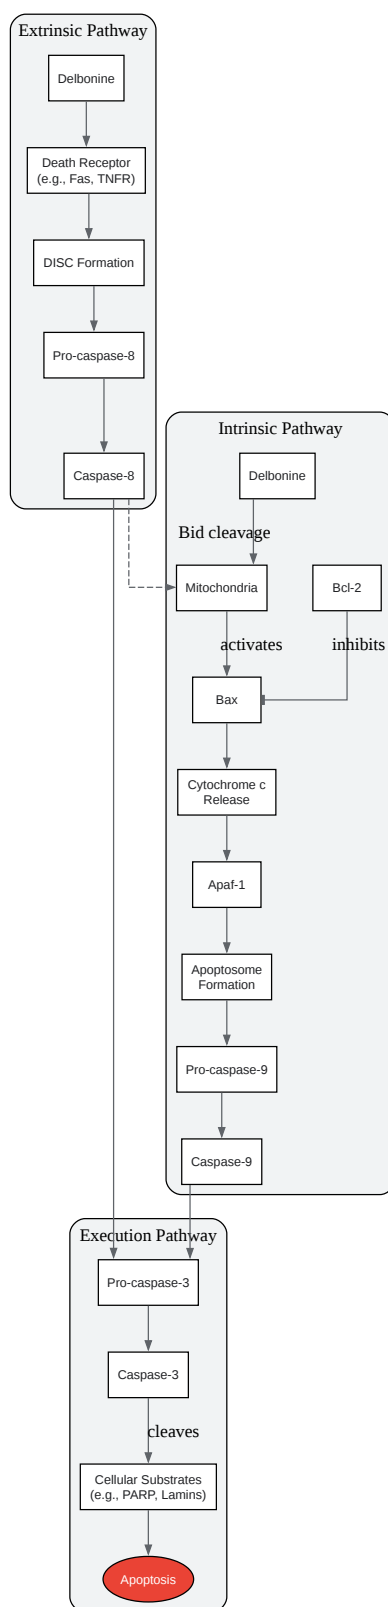 Extrinsic Pathway
Delbonine
Death Receptor
(e.g., Fas, TNFR)
DISC Formation
Pro-caspase-8
Caspase-8
Intrinsic Pathway
Delbonine
Bid cleavage
Mitochondria
Bcl-2
activates
inhibits
Bax
Cytochrome c
Release
Apaf-1
Apoptosome
Formation
Pro-caspase-9
Caspase-9
Execution Pathway
Pro-caspase-3
Caspase-3
cleaves
Cellular Substrates
(e.g., PARP, Lamins)
Apoptosis